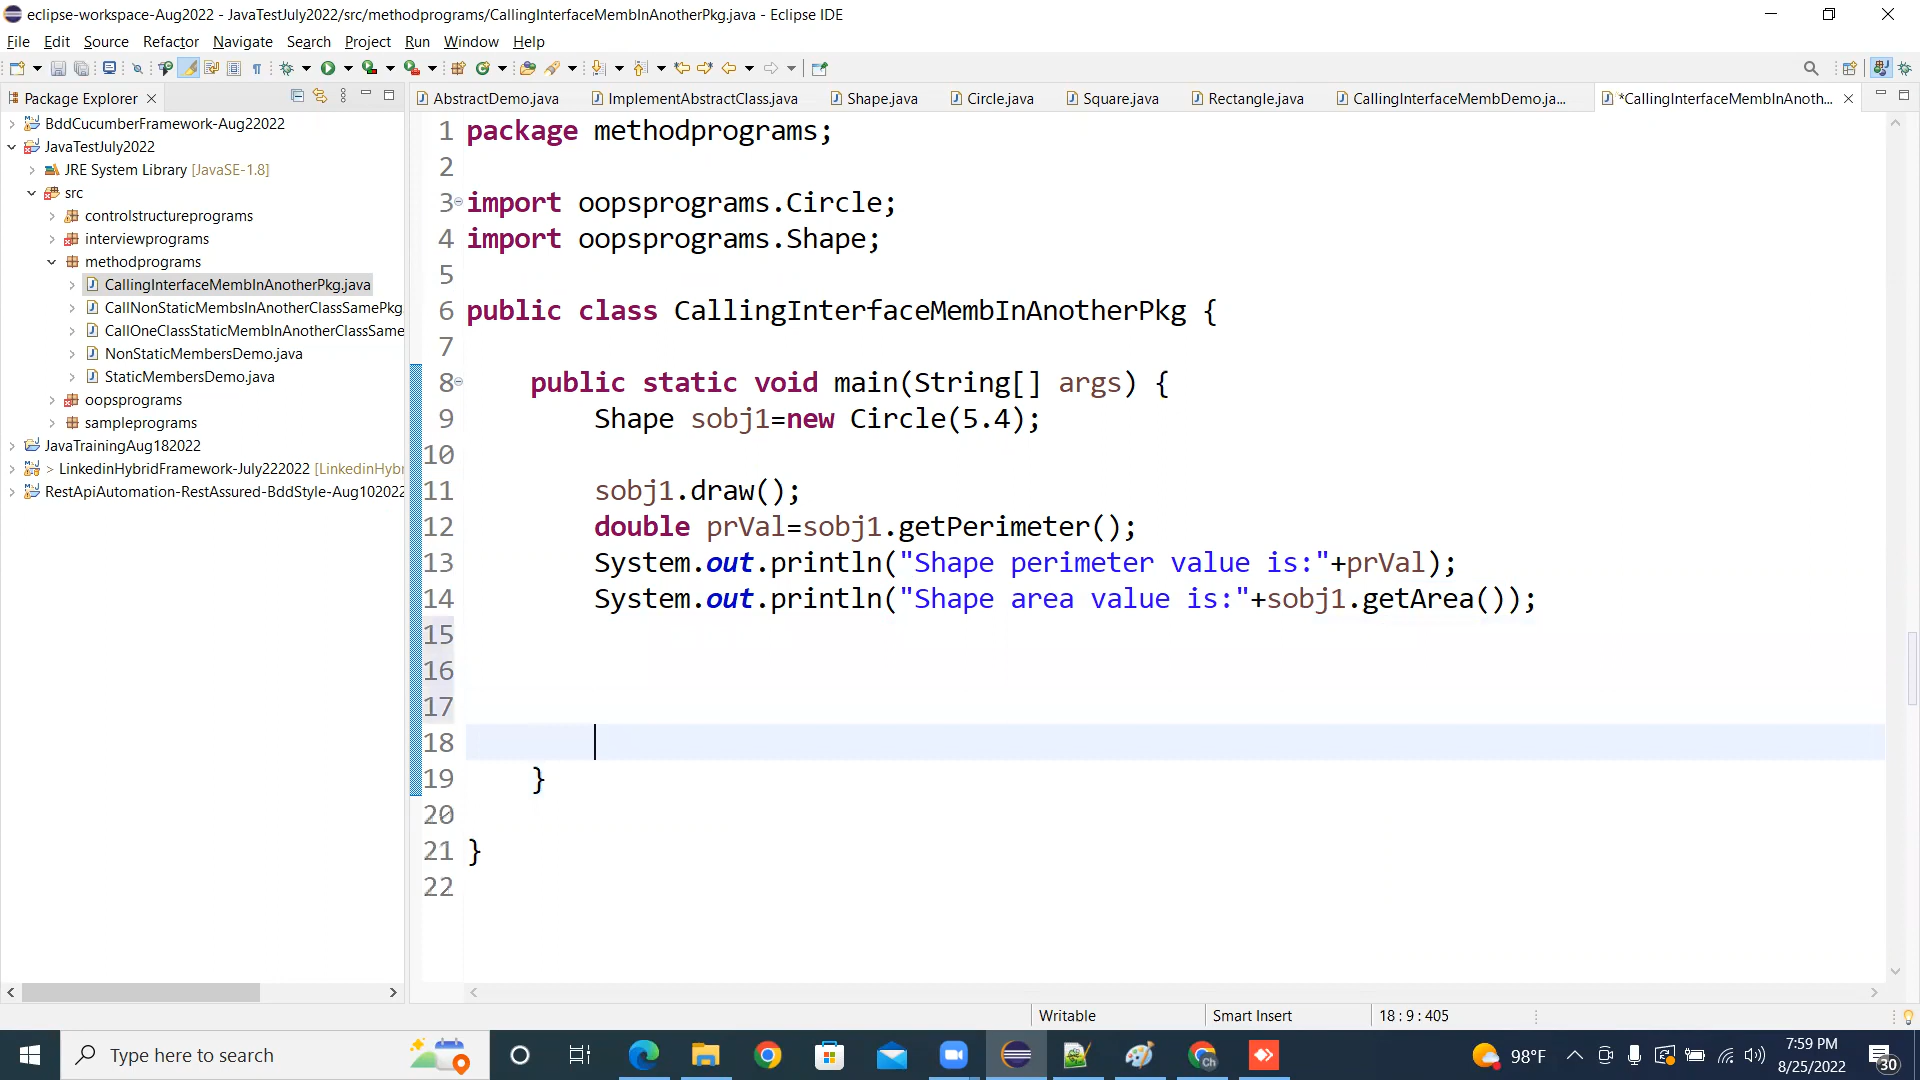 eclipse-workspace-Aug2022 - JavaTestJuly2022/src/methodprograms/CallingInterfaceMembInAnotherPkg.java - Eclipse IDE
File Edit Source Refactor Navigate Search Project Run Window Help
Package Explorer
AbstractDemo.java ImplementAbstractClass.java Shape.java Circle.java Square.java Rectangle.java CallingInterfaceMembDemo.ja... *CallingInterfaceMembInAnoth...
BddCucumberFramework-Aug22022
JavaTestJuly2022
JRE System Library [JavaSE-1.8]
src
controlstructureprograms
interviewprograms
methodprograms
CallingInterfaceMembInAnotherPkg.java
CallNonStaticMembsInAnotherClassSamePkg
CallOneClassStaticMembInAnotherClassSame
NonStaticMembersDemo.java
StaticMembersDemo.java
oopsprograms
sampleprograms
JavaTrainingAug182022
> LinkedinHybridFramework-July222022 [LinkedinHybr
RestApiAutomation-RestAssured-BddStyle-Aug102022
1 package methodprograms;
2
3 import oopsprograms.Circle;
4 import oopsprograms.Shape;
5
6 public class CallingInterfaceMembInAnotherPkg {
7
8 public static void main(String[] args) {
9 Shape sobj1=new Circle(5.4);
10
11 sobj1.draw();
12 double prVal=sobj1.getPerimeter();
13 System.out.println("Shape perimeter value is:"+prVal);
14 System.out.println("Shape area value is:"+sobj1.getArea());
15
16
17
18
19 }
20
21 }
22
Writable Smart Insert 18 : 9 : 405
Type here to search
98°F
7:59 PM
8/25/2022
30